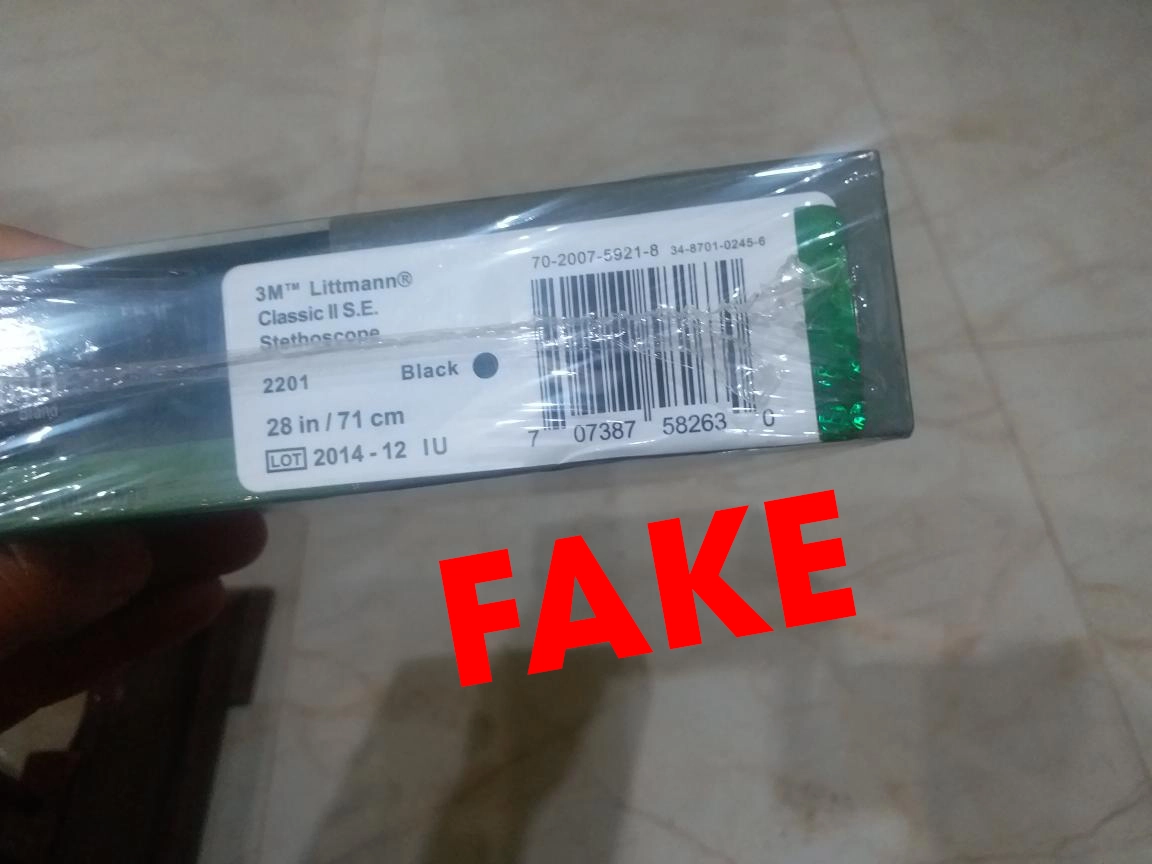 3M™ Littmann®
Classic II S.E.
Stethoscope
2201 Black
28 in / 71 cm
LOT 2014 - 12 IU
70-2007-5921-8 34-8701-0245-6
7 07387 58263 0
Brand
FAKE